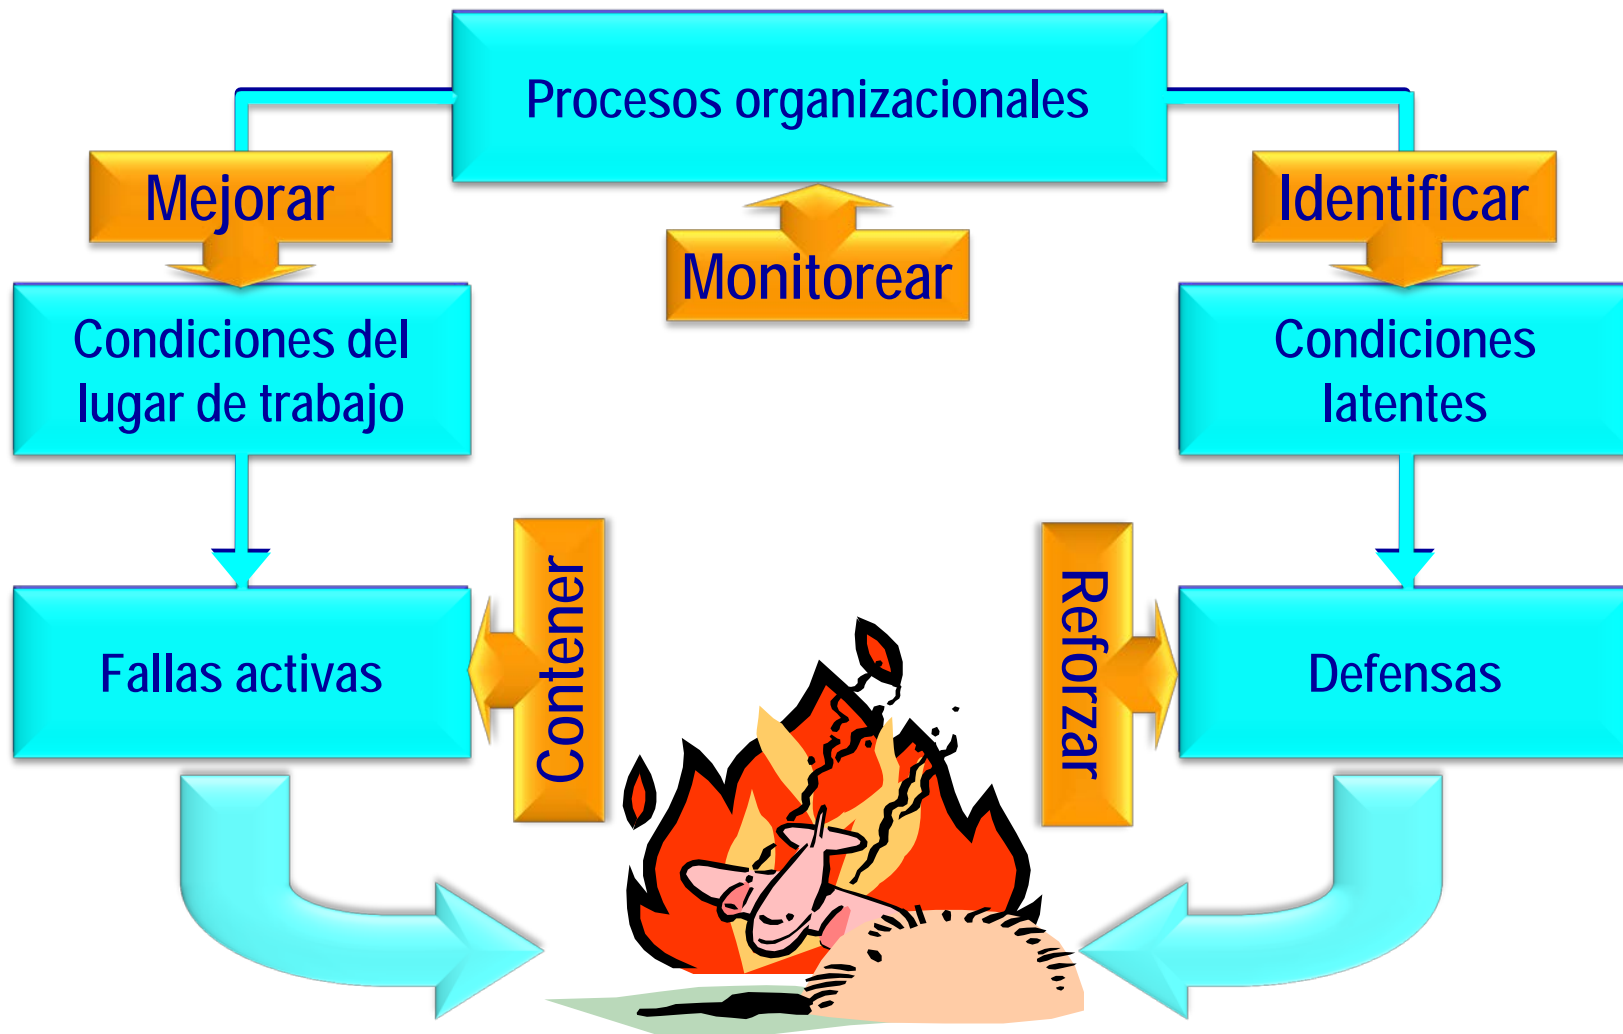 Procesos organizacionales
Mejorar
Identificar
Monitorear
Condiciones del
lugar de trabajo
Condiciones
latentes
Contener
Reforzar
Fallas activas
Defensas